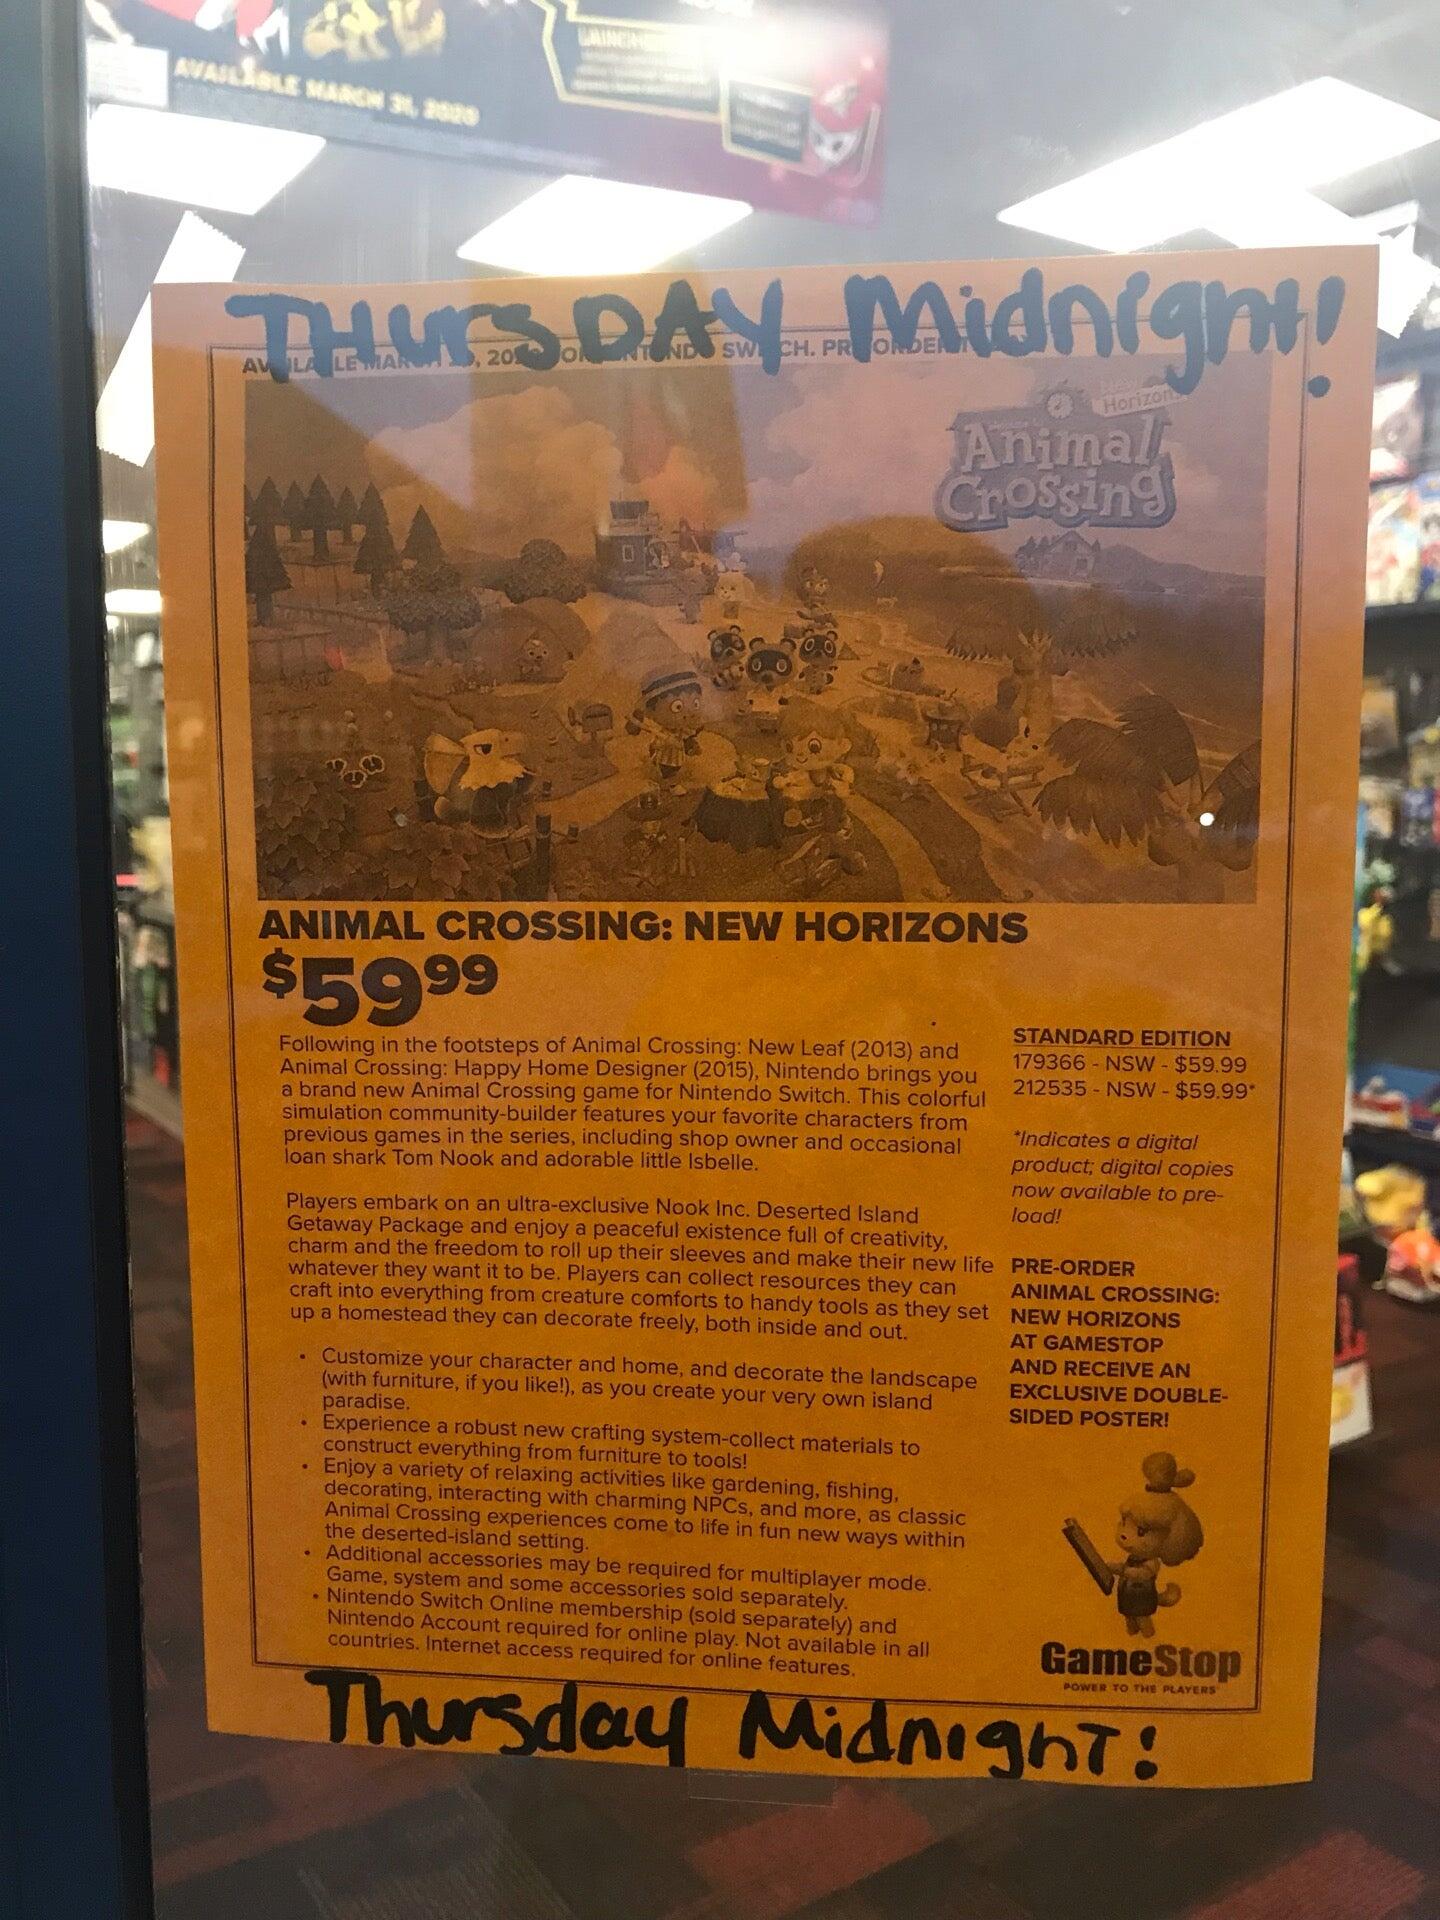 AVAILABLE MARCH 31, 2020
LAUNCH
THURSDAY Midnight!
AVAILABLE MARCH 20, 2020 ON NINTENDO SWITCH. PREORDER
New
Horizons
Animal
Crossing
ANIMAL CROSSING: NEW HORIZONS
$59⁹⁹
Following in the footsteps of Animal Crossing: New Leaf (2013) and
Animal Crossing: Happy Home Designer (2015), Nintendo brings you
a brand new Animal Crossing game for Nintendo Switch. This colorful
simulation community-builder features your favorite characters from
previous games in the series, including shop owner and occasional
loan shark Tom Nook and adorable little Isbelle.
Players embark on an ultra-exclusive Nook Inc. Deserted Island
Getaway Package and enjoy a peaceful existence full of creativity,
charm and the freedom to roll up their sleeves and make their new life
whatever they want it to be. Players can collect resources they can
craft into everything from creature comforts to handy tools as they set
up a homestead they can decorate freely, both inside and out.
• Customize your character and home, and decorate the landscape
(with furniture, if you like!), as you create your very own island
paradise.
• Experience a robust new crafting system-collect materials to
construct everything from furniture to tools!
• Enjoy a variety of relaxing activities like gardening, fishing,
decorating, interacting with charming NPCs, and more, as classic
Animal Crossing experiences come to life in fun new ways within
the deserted-island setting.
• Additional accessories may be required for multiplayer mode.
Game, system and some accessories sold separately.
• Nintendo Switch Online membership (sold separately) and
Nintendo Account required for online play. Not available in all
countries. Internet access required for online features.
STANDARD EDITION
179366 - NSW - $59.99
212535 - NSW - $59.99*
*Indicates a digital
product; digital copies
now available to pre-
load!
PRE-ORDER
ANIMAL CROSSING:
NEW HORIZONS
AT GAMESTOP
AND RECEIVE AN
EXCLUSIVE DOUBLE-
SIDED POSTER!
GameStop
POWER TO THE PLAYERS
Thursday Midnight!